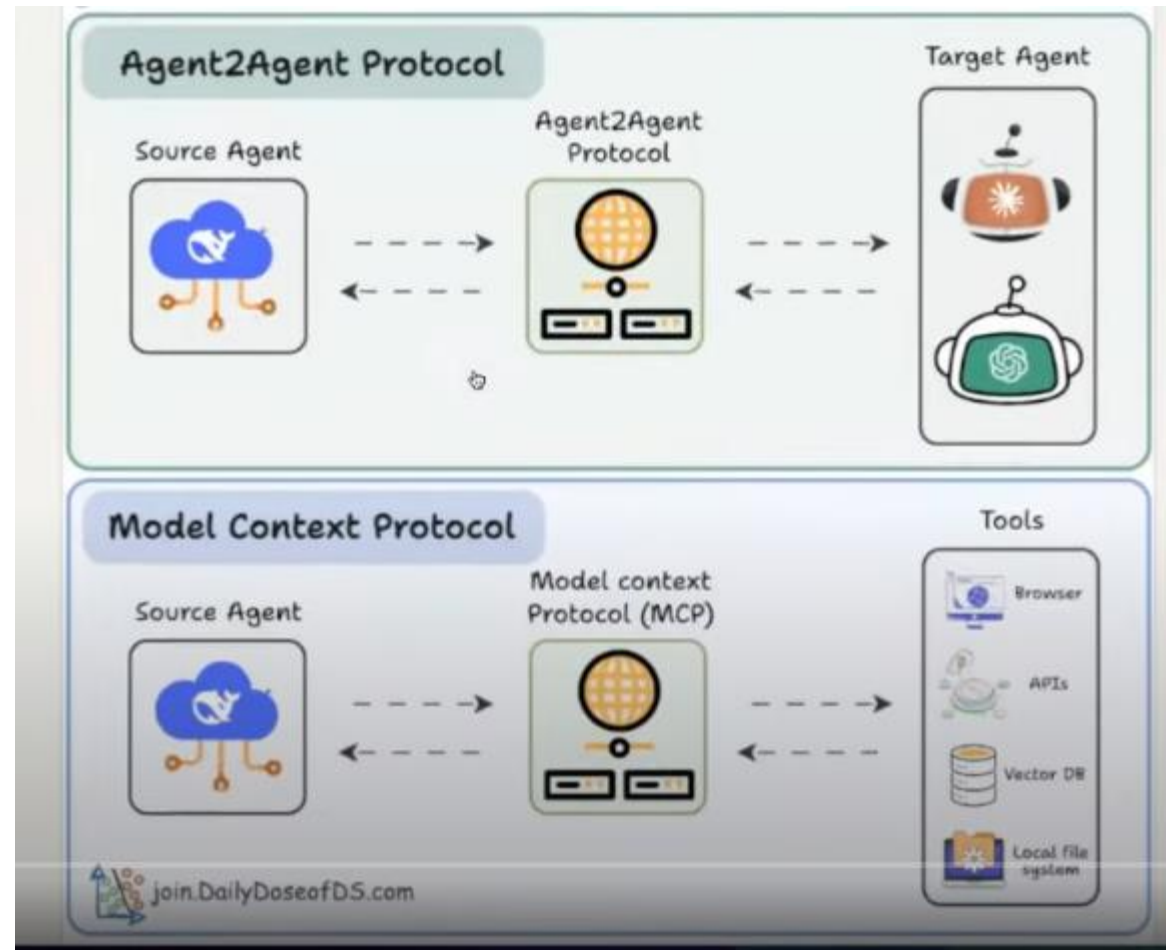 Agent2Agent Protocol
Target Agent
Source Agent
Agent2Agent
Protocol
Model Context Protocol
Tools
Source Agent
Model context
Protocol (MCP)
Browser
APIs
Vector DB
Local file
system
join.DailyDoseofDS.com